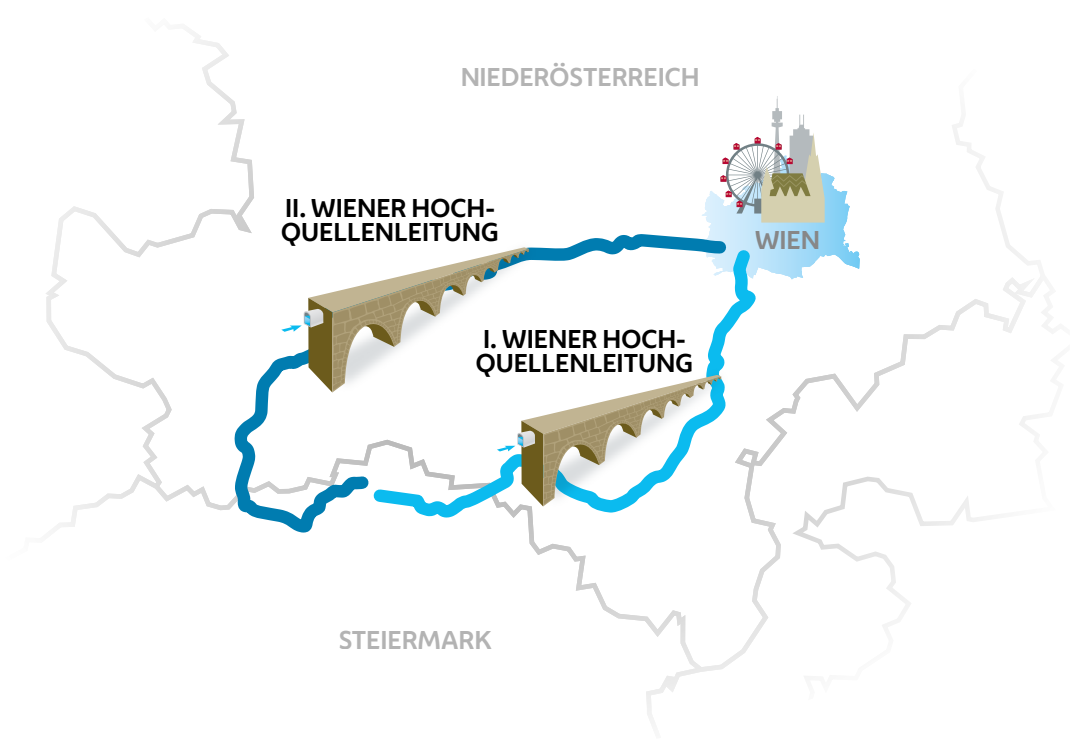 NIEDERÖSTERREICH
II. WIENER HOCH-
QUELLENLEITUNG
WIEN
I. WIENER HOCH-
QUELLENLEITUNG
STEIERMARK